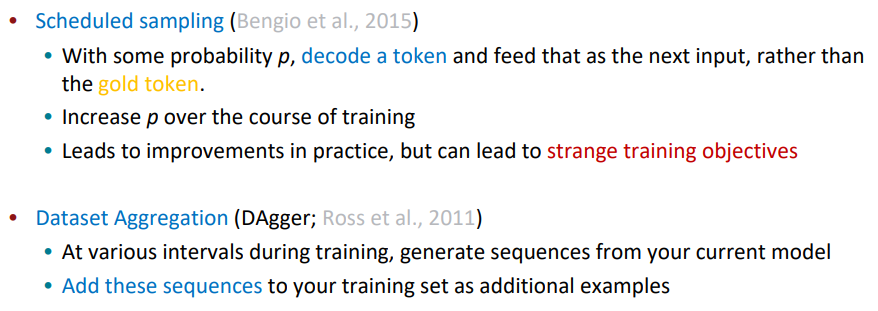 • Scheduled sampling (Bengio et al., 2015)
• With some probability p, decode a token and feed that as the next input, rather than
the gold token.
• Increase p over the course of training
• Leads to improvements in practice, but can lead to strange training objectives
• Dataset Aggregation (DAgger; Ross et al., 2011)
• At various intervals during training, generate sequences from your current model
• Add these sequences to your training set as additional examples